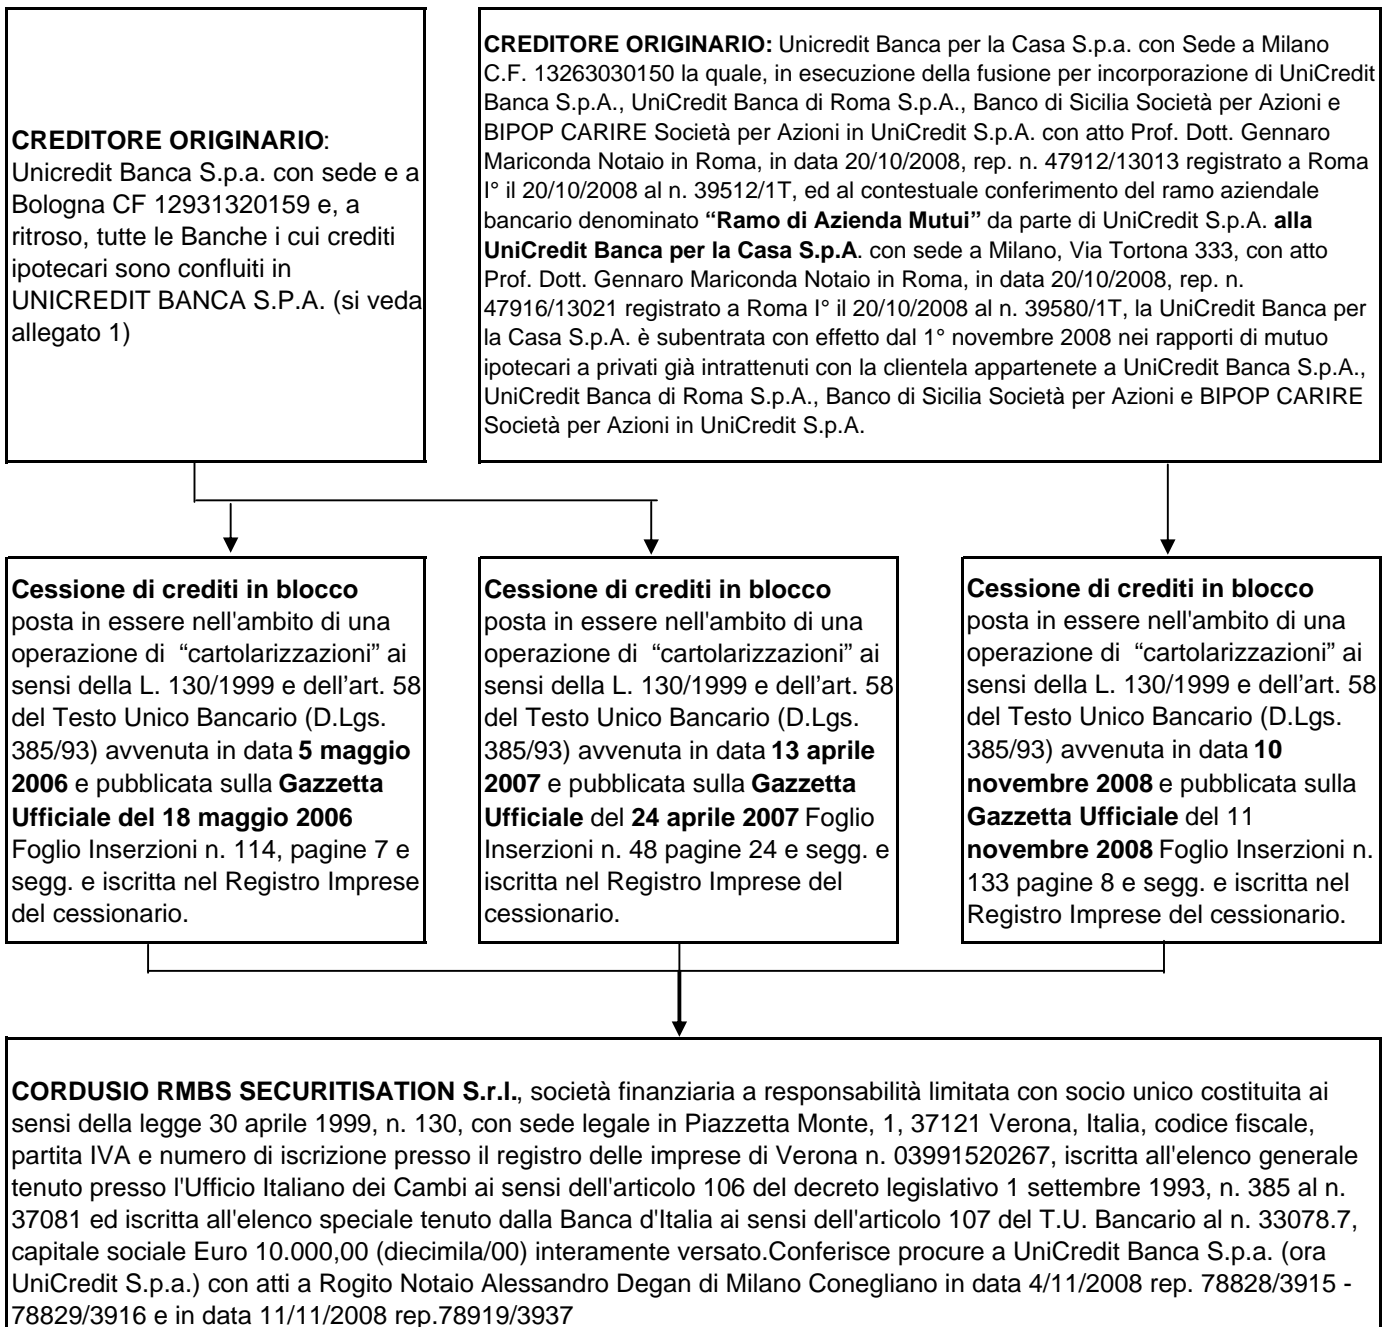 CREDITORE ORIGINARIO:
Unicredit Banca S.p.a. con sede e a
Bologna CF 12931320159 e, a
ritroso, tutte le Banche i cui crediti
ipotecari sono confluiti in
UNICREDIT BANCA S.P.A. (si veda
allegato 1)
CREDITORE ORIGINARIO: Unicredit Banca per la Casa S.p.a. con Sede a Milano
C.F. 13263030150 la quale, in esecuzione della fusione per incorporazione di UniCredit
Banca S.p.A., UniCredit Banca di Roma S.p.A., Banco di Sicilia Società per Azioni e
BIPOP CARIRE Società per Azioni in UniCredit S.p.A. con atto Prof. Dott. Gennaro
Mariconda Notaio in Roma, in data 20/10/2008, rep. n. 47912/13013 registrato a Roma
I° il 20/10/2008 al n. 39512/1T, ed al contestuale conferimento del ramo aziendale
bancario denominato “Ramo di Azienda Mutui” da parte di UniCredit S.p.A. alla
UniCredit Banca per la Casa S.p.A. con sede a Milano, Via Tortona 333, con atto
Prof. Dott. Gennaro Mariconda Notaio in Roma, in data 20/10/2008, rep. n.
47916/13021 registrato a Roma I° il 20/10/2008 al n. 39580/1T, la UniCredit Banca per
la Casa S.p.A. è subentrata con effetto dal 1° novembre 2008 nei rapporti di mutuo
ipotecari a privati già intrattenuti con la clientela appartenete a UniCredit Banca S.p.A.,
UniCredit Banca di Roma S.p.A., Banco di Sicilia Società per Azioni e BIPOP CARIRE
Società per Azioni in UniCredit S.p.A.
Cessione di crediti in blocco
posta in essere nell'ambito di una
operazione di “cartolarizzazioni” ai
sensi della L. 130/1999 e dell’art. 58
del Testo Unico Bancario (D.Lgs.
385/93) avvenuta in data 5 maggio
2006 e pubblicata sulla Gazzetta
Ufficiale del 18 maggio 2006
Foglio Inserzioni n. 114, pagine 7 e
segg. e iscritta nel Registro Imprese
del cessionario.
Cessione di crediti in blocco
posta in essere nell'ambito di una
operazione di “cartolarizzazioni” ai
sensi della L. 130/1999 e dell’art. 58
del Testo Unico Bancario (D.Lgs.
385/93) avvenuta in data 13 aprile
2007 e pubblicata sulla Gazzetta
Ufficiale del 24 aprile 2007 Foglio
Inserzioni n. 48 pagine 24 e segg. e
iscritta nel Registro Imprese del
cessionario.
Cessione di crediti in blocco
posta in essere nell'ambito di una
operazione di “cartolarizzazioni” ai
sensi della L. 130/1999 e dell’art. 58
del Testo Unico Bancario (D.Lgs.
385/93) avvenuta in data 10
novembre 2008 e pubblicata sulla
Gazzetta Ufficiale del 11
novembre 2008 Foglio Inserzioni n.
133 pagine 8 e segg. e iscritta nel
Registro Imprese del cessionario.
CORDUSIO RMBS SECURITISATION S.r.l., società finanziaria a responsabilità limitata con socio unico costituita ai
sensi della legge 30 aprile 1999, n. 130, con sede legale in Piazzetta Monte, 1, 37121 Verona, Italia, codice fiscale,
partita IVA e numero di iscrizione presso il registro delle imprese di Verona n. 03991520267, iscritta all'elenco generale
tenuto presso l'Ufficio Italiano dei Cambi ai sensi dell'articolo 106 del decreto legislativo 1 settembre 1993, n. 385 al n.
37081 ed iscritta all'elenco speciale tenuto dalla Banca d'Italia ai sensi dell'articolo 107 del T.U. Bancario al n. 33078.7,
capitale sociale Euro 10.000,00 (diecimila/00) interamente versato.Conferisce procure a UniCredit Banca S.p.a. (ora
UniCredit S.p.a.) con atti a Rogito Notaio Alessandro Degan di Milano Conegliano in data 4/11/2008 rep. 78828/3915 -
78829/3916 e in data 11/11/2008 rep.78919/3937